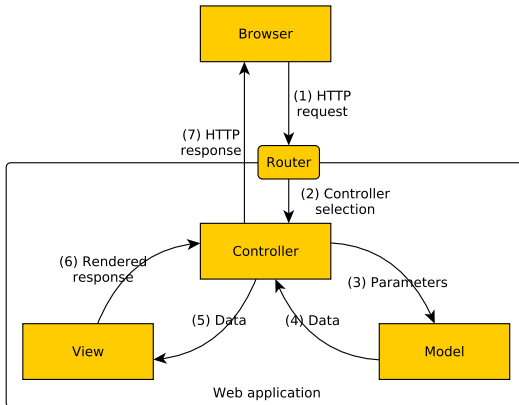 Browser
(1) HTTP
request
(7) HTTP
response
Router
(2) Controller
selection
Controller
(6) Rendered
response
(3) Parameters
(5) Data
(4) Data
View
Model
Web application